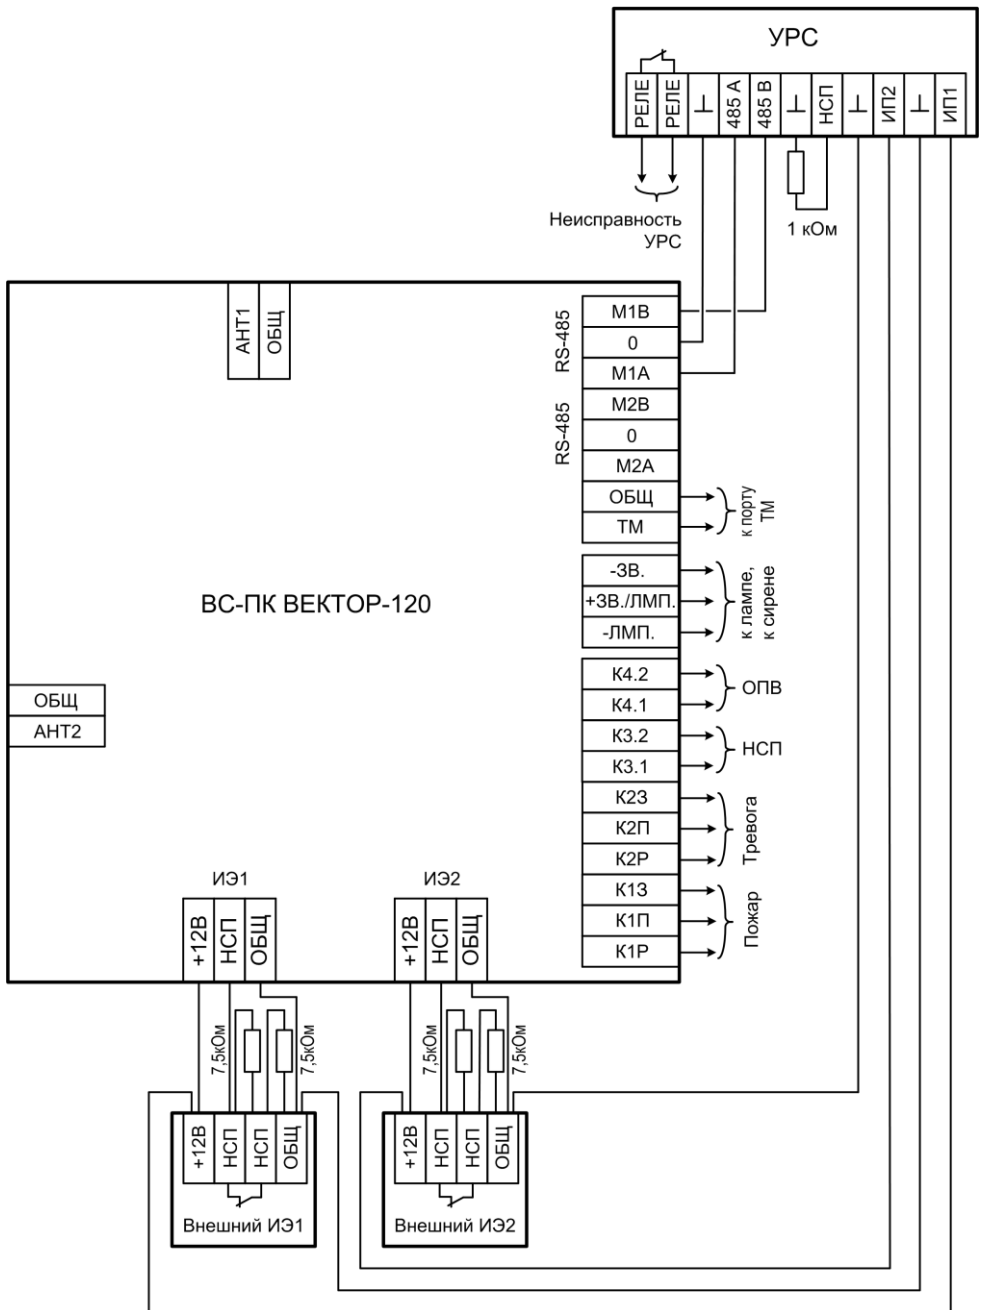 УРС
РЕЛЕ
РЕЛЕ
⊥
485 А
485 В
⊥
НСП
⊥
ИП2
⊥
ИП1
Неисправность
УРС
1 кОм
АНТ1
ОБЩ
RS-485
М1В
0
М1А
RS-485
М2В
0
М2А
ОБЩ
ТМ
к порту
ТМ
-ЗВ.
+ЗВ./ЛМП.
-ЛМП.
к лампе,
к сирене
ВС-ПК ВЕКТОР-120
К4.2
К4.1
ОПВ
ОБЩ
АНТ2
К3.2
К3.1
НСП
К2З
К2П
К2Р
Тревога
К1З
К1П
К1Р
Пожар
ИЭ1
+12В
НСП
ОБЩ
ИЭ2
+12В
НСП
ОБЩ
7,5кОм
7,5кОм
7,5кОм
7,5кОм
+12В
НСП
НСП
ОБЩ
Внешний ИЭ1
+12В
НСП
НСП
ОБЩ
Внешний ИЭ2